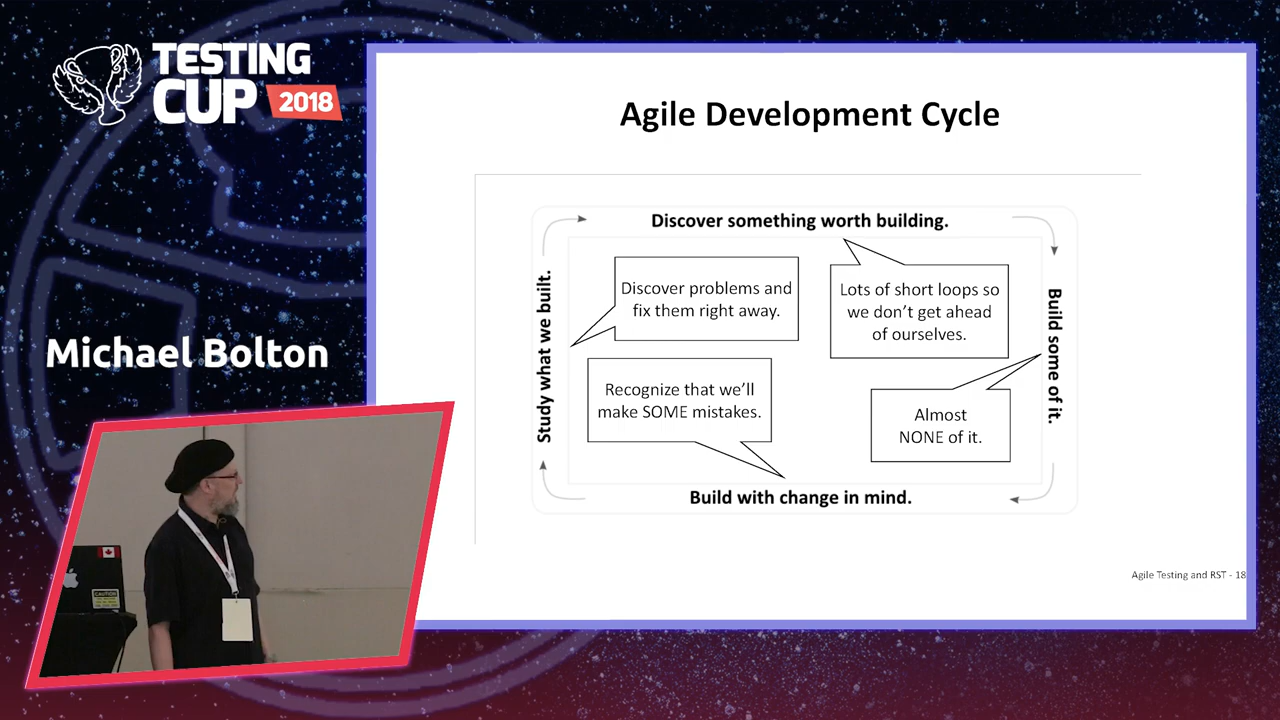 TESTING
CUP
2018
Michael Bolton
Agile Development Cycle
Discover something worth building.
Build some of it.
Build with change in mind.
Study what we built.
Discover problems and
fix them right away.
Lots of short loops so
we don’t get ahead
of ourselves.
Recognize that we’ll
make SOME mistakes.
Almost
NONE of it.
Agile Testing and RST - 18
CAUTION